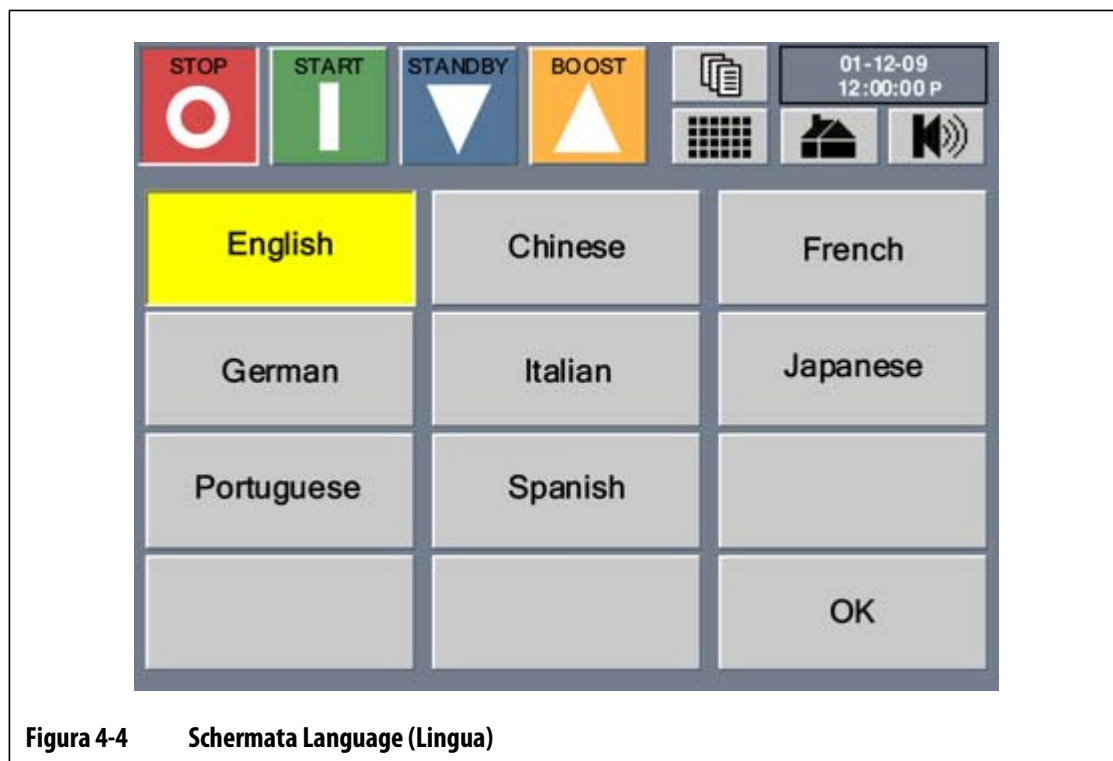 STOP START STANDBY BOOST
01-12-09
12:00:00 P
English Chinese French
German Italian Japanese
Portuguese Spanish
OK
Figura 4-4 Schermata Language (Lingua)